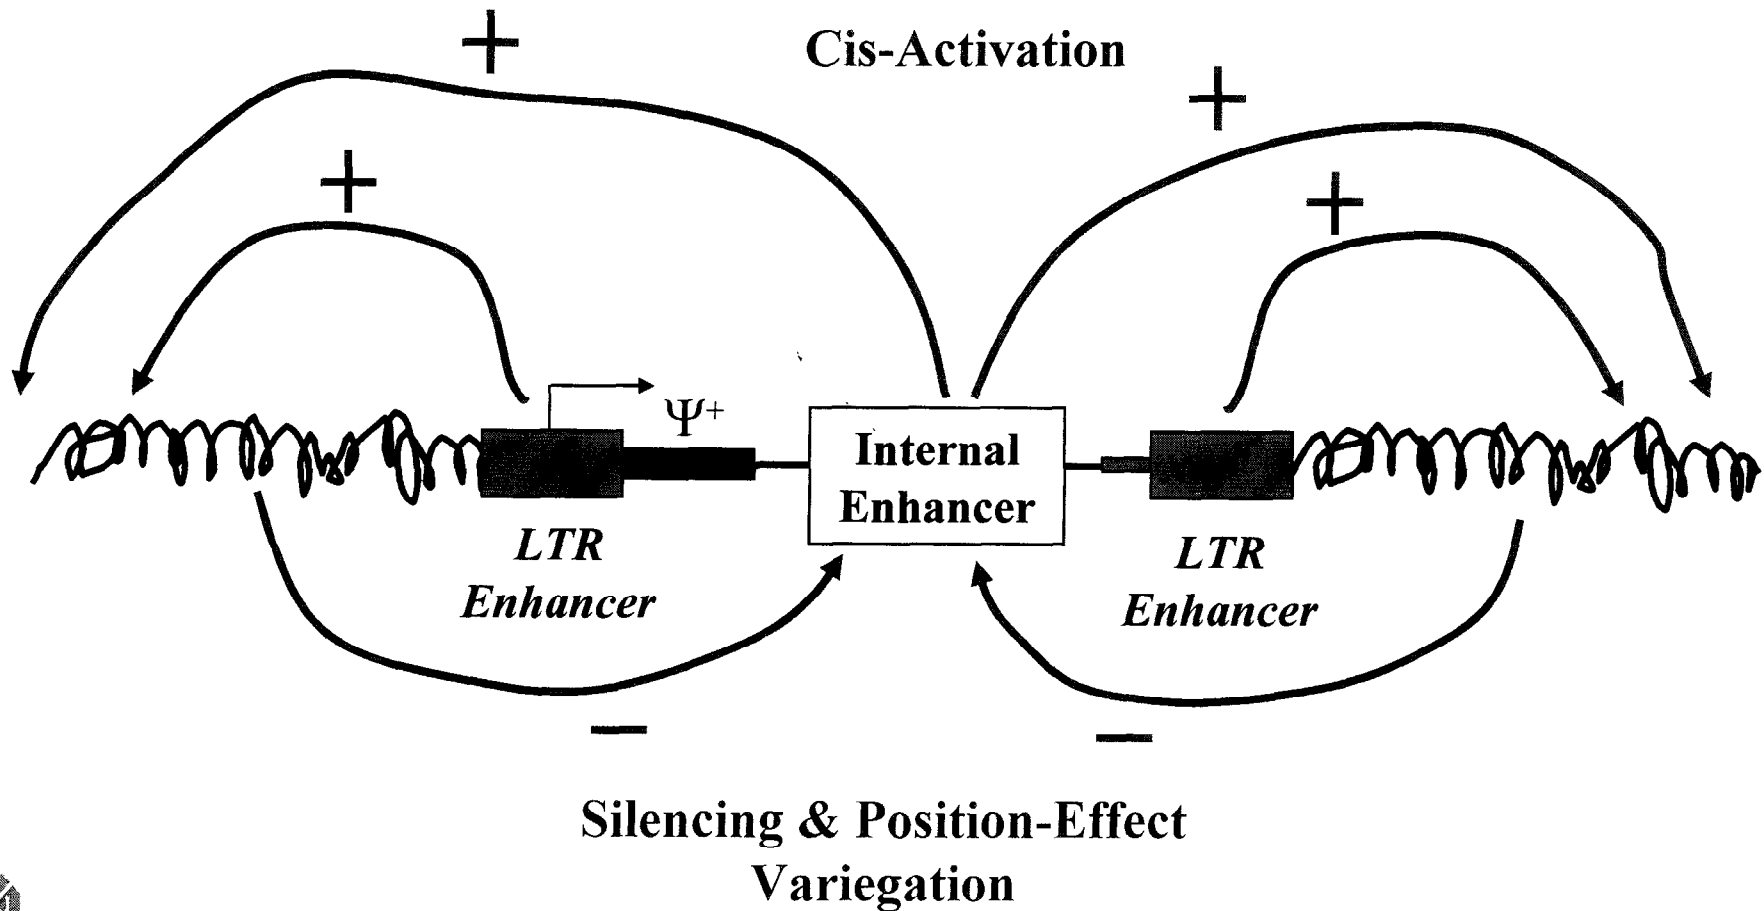 +
Cis-Activation
+
+
+
Ψ+
Internal
Enhancer
LTR
Enhancer
LTR
Enhancer
–
–
Silencing & Position-Effect
Variegation